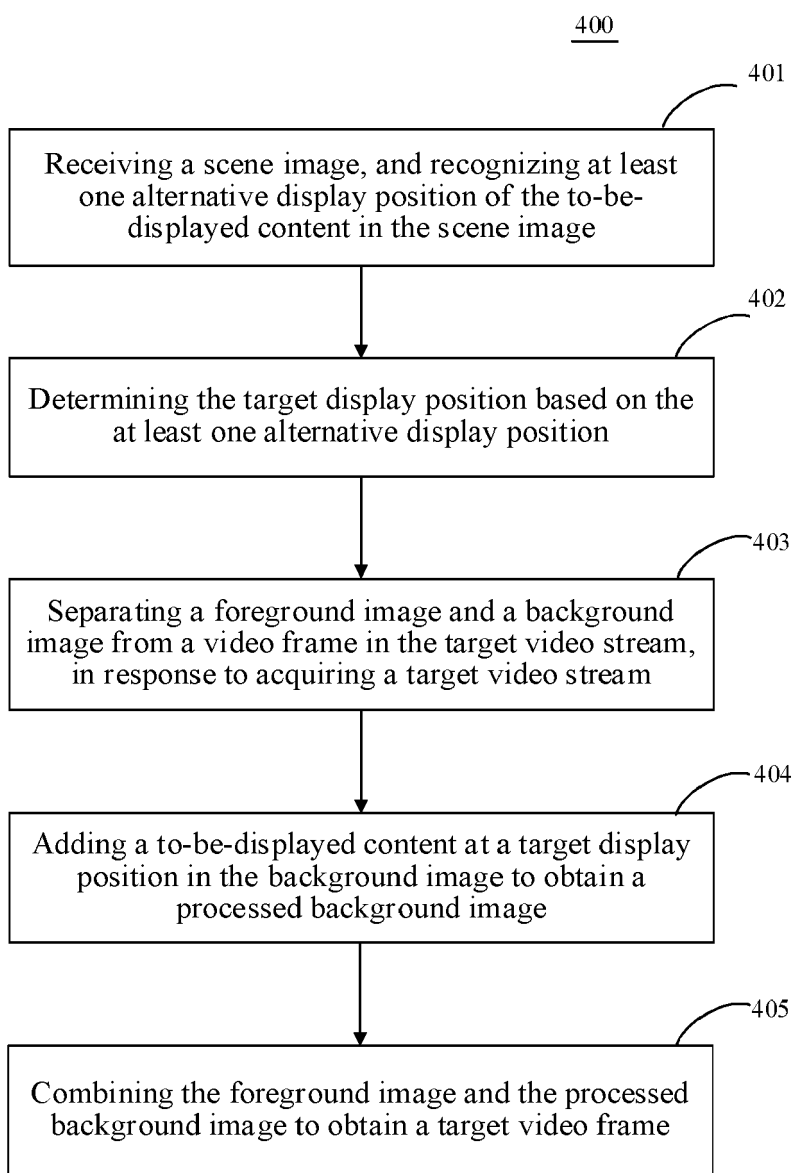 400
401
Receiving a scene image, and recognizing at least
one alternative display position of the to-be-
displayed content in the scene image
402
Determining the target display position based on the
at least one alternative display position
403
Separating a foreground image and a background
image from a video frame in the target video stream,
in response to acquiring a target video stream
404
Adding a to-be-displayed content at a target display
position in the background image to obtain a
processed background image
405
Combining the foreground image and the processed
background image to obtain a target video frame